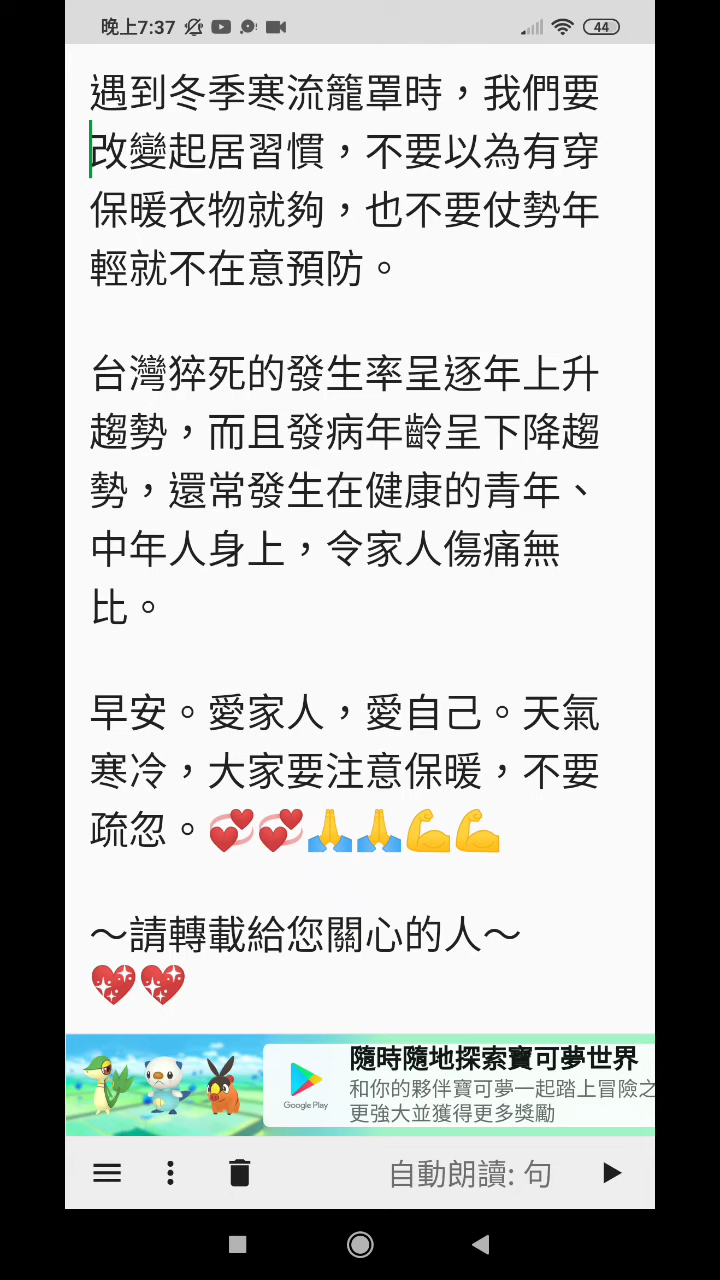 晚上7:37
44
遇到冬季寒流籠罩時，我們要
改變起居習慣，不要以為有穿
保暖衣物就夠，也不要仗勢年
輕就不在意預防。
台灣猝死的發生率呈逐年上升
趨勢，而且發病年齡呈下降趨
勢，還常發生在健康的青年、
中年人身上，令家人傷痛無
比。
早安。愛家人，愛自己。天氣
寒冷，大家要注意保暖，不要
疏忽。💞💞🙏🙏💪💪
～請轉載給您關心的人～
💖💖
隨時隨地探索寶可夢世界
和你的夥伴寶可夢一起踏上冒險之
更強大並獲得更多獎勵
Google Play
自動朗讀: 句